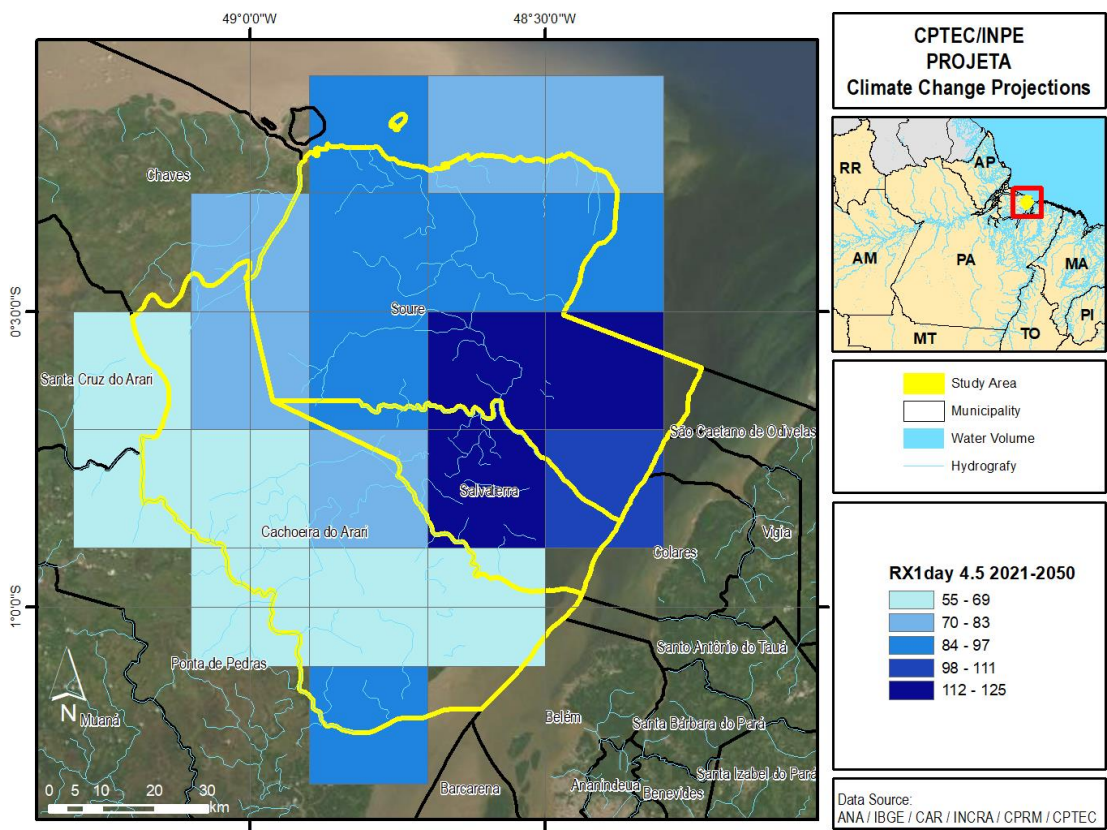 49°0'0"W
48°30'0"W
0°30'0"S
1°0'0"S
Chaves
Soure
Santa Cruz do Arari
São Caetano de Odivelas
Salvaterra
Cachoeira do Arari
Vigia
Colares
Santo Antônio do Tauá
Ponta de Pedras
Muaná
Belém
Santa Bárbara do Pará
Santa Izabel do Pará
Ananindeua
Benevides
Barcarena
N
0 5 10 20 30
km
CPTEC/INPE
PROJETA
Climate Change Projections
RR
AP
AM
PA
MA
PI
MT
TO
Study Area
Municipality
Water Volume
Hydrografy
RX1day 4.5 2021-2050
55 - 69
70 - 83
84 - 97
98 - 111
112 - 125
Data Source:
ANA / IBGE / CAR / INCRA / CPRM / CPTEC